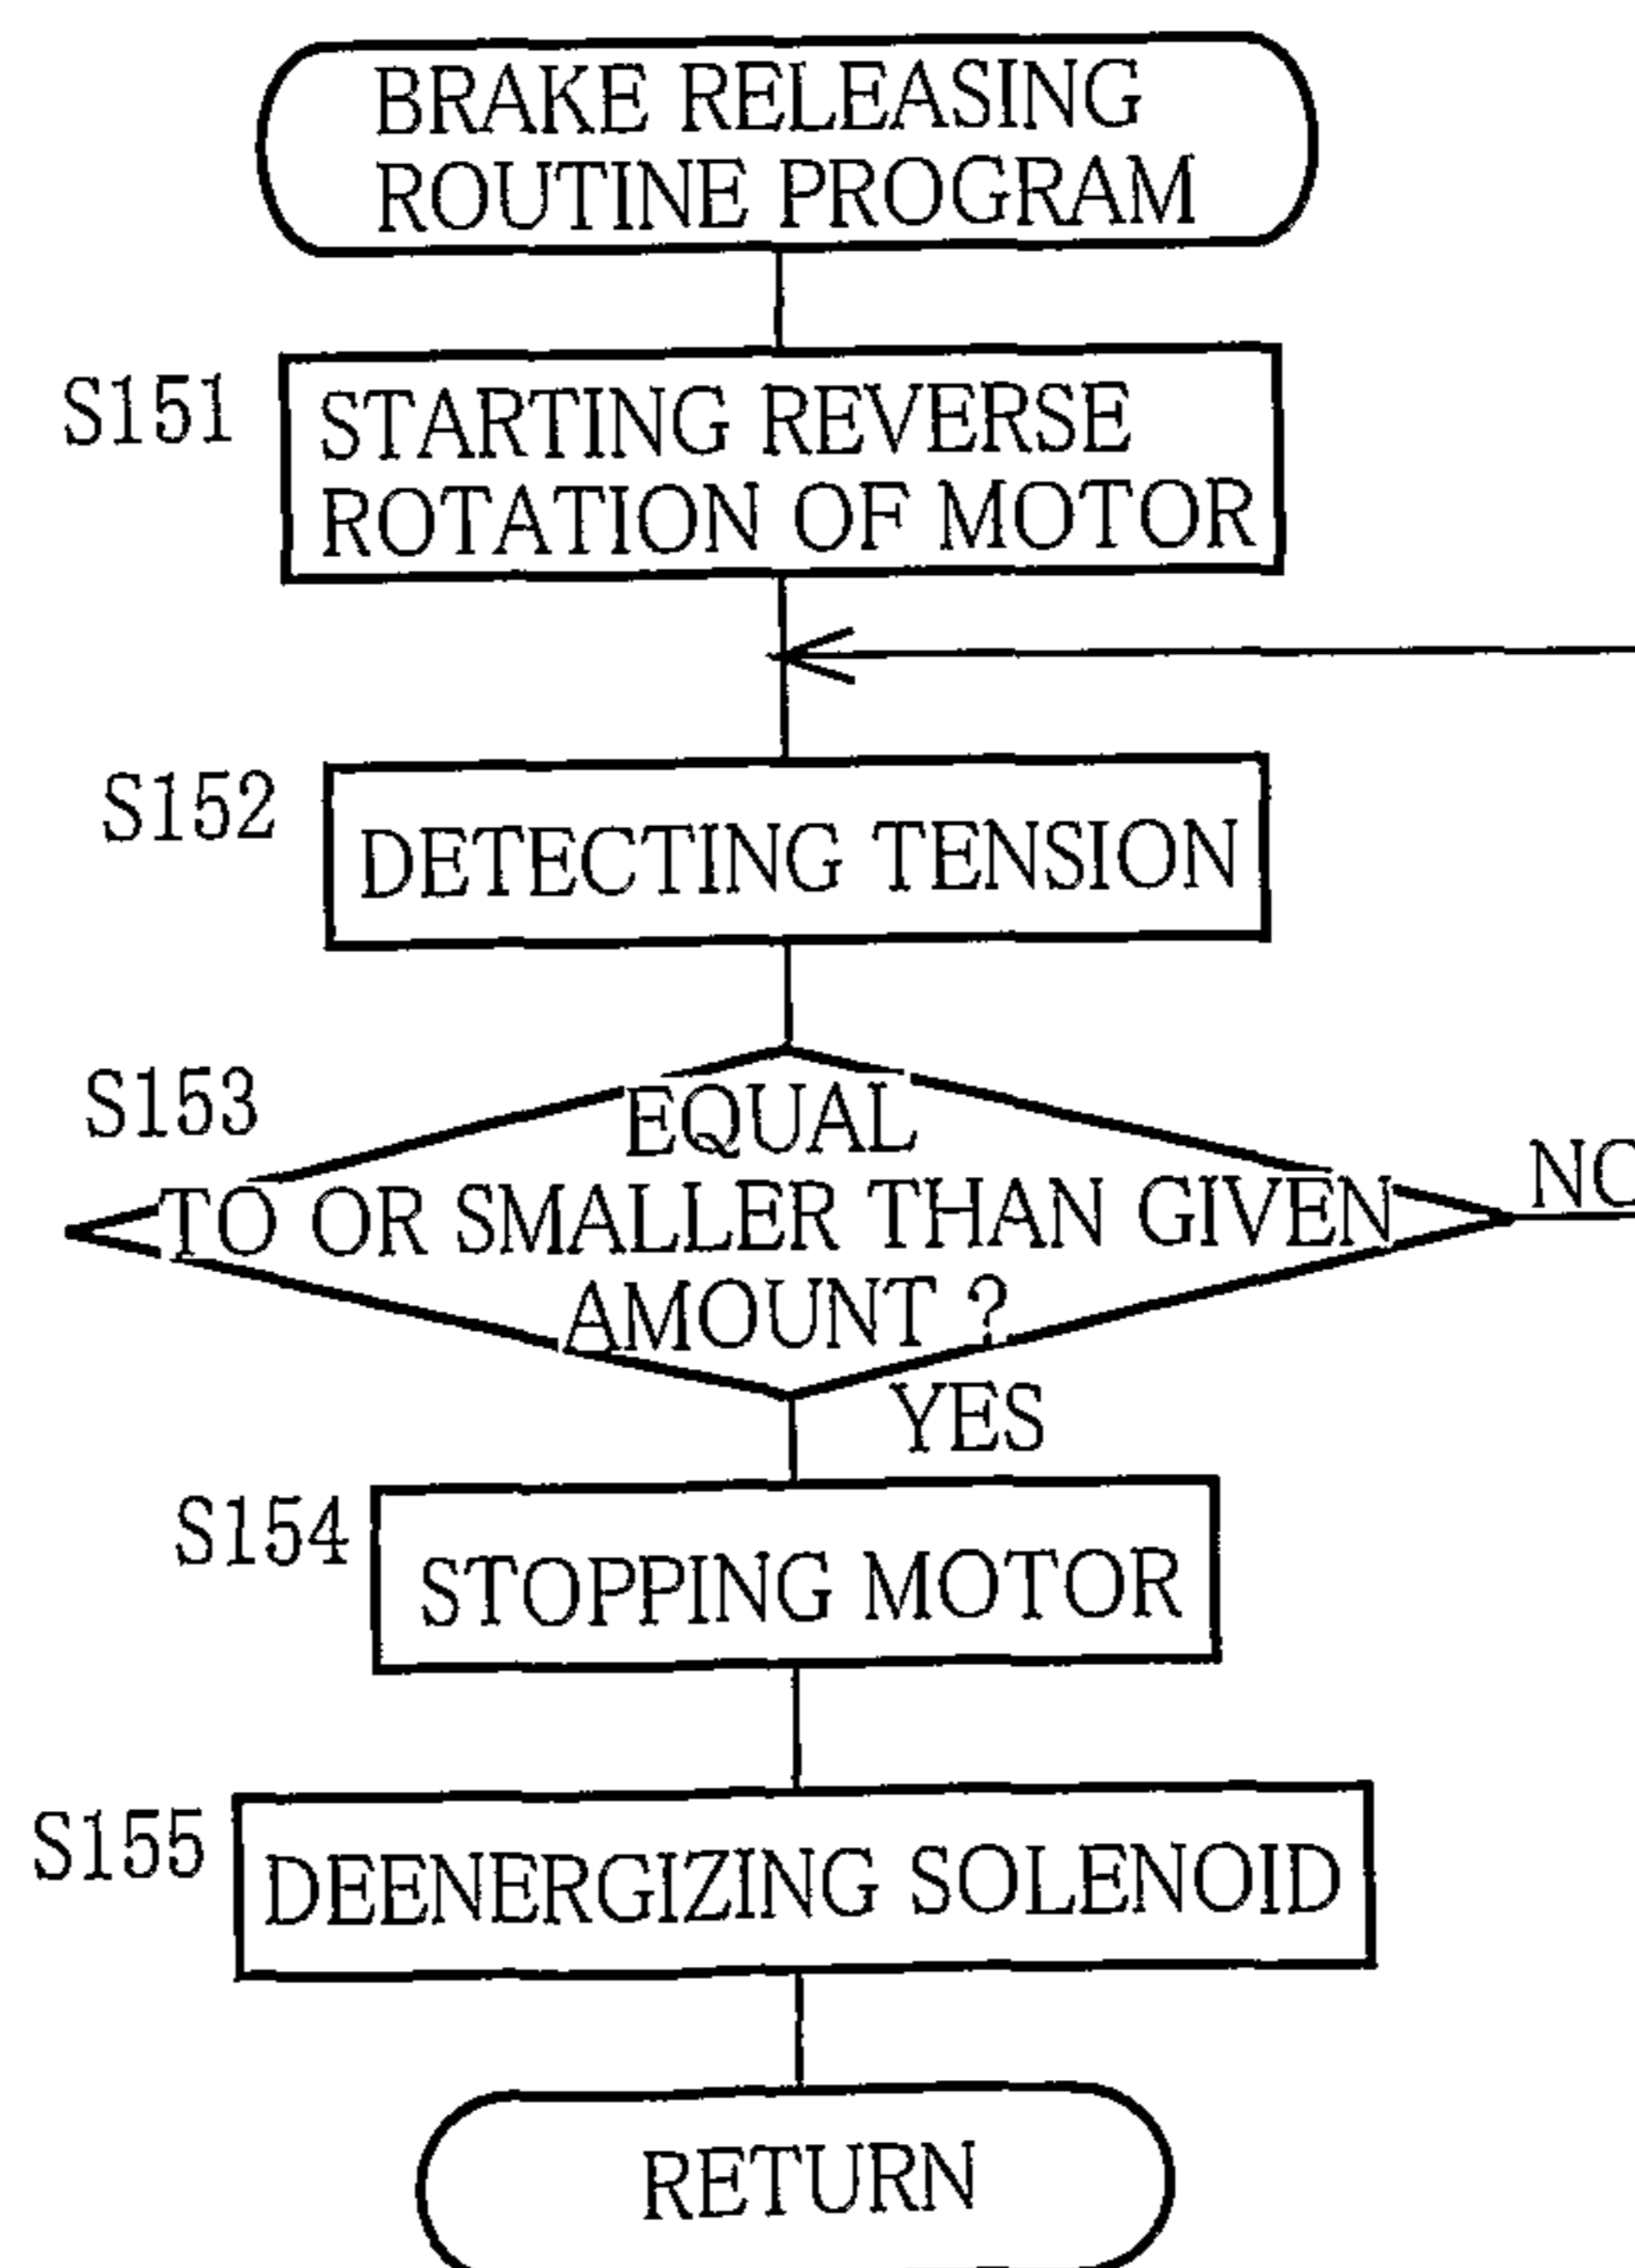 BRAKE RELEASING
ROUTINE PROGRAM
S151
STARTING REVERSE
ROTATION OF MOTOR
S152
DETECTING TENSION
S153
EQUAL
TO OR SMALLER THAN GIVEN
AMOUNT ?
NO
YES
S154
STOPPING MOTOR
S155
DEENERGIZING SOLENOID
RETURN